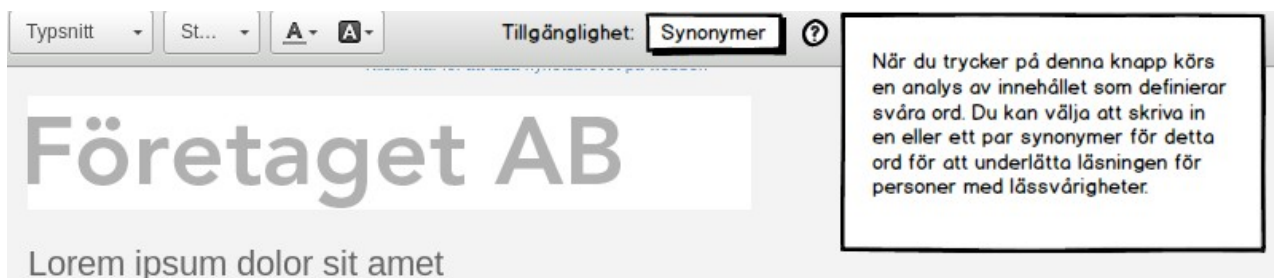 Typsnitt St... A A Tillgänglighet: Synonymer ?
När du trycker på denna knapp körs
en analys av innehållet som definierar
svåra ord. Du kan välja att skriva in
en eller ett par synonymer för detta
ord för att underlätta läsningen för
personer med lässvårigheter.
Företaget AB
Lorem ipsum dolor sit amet